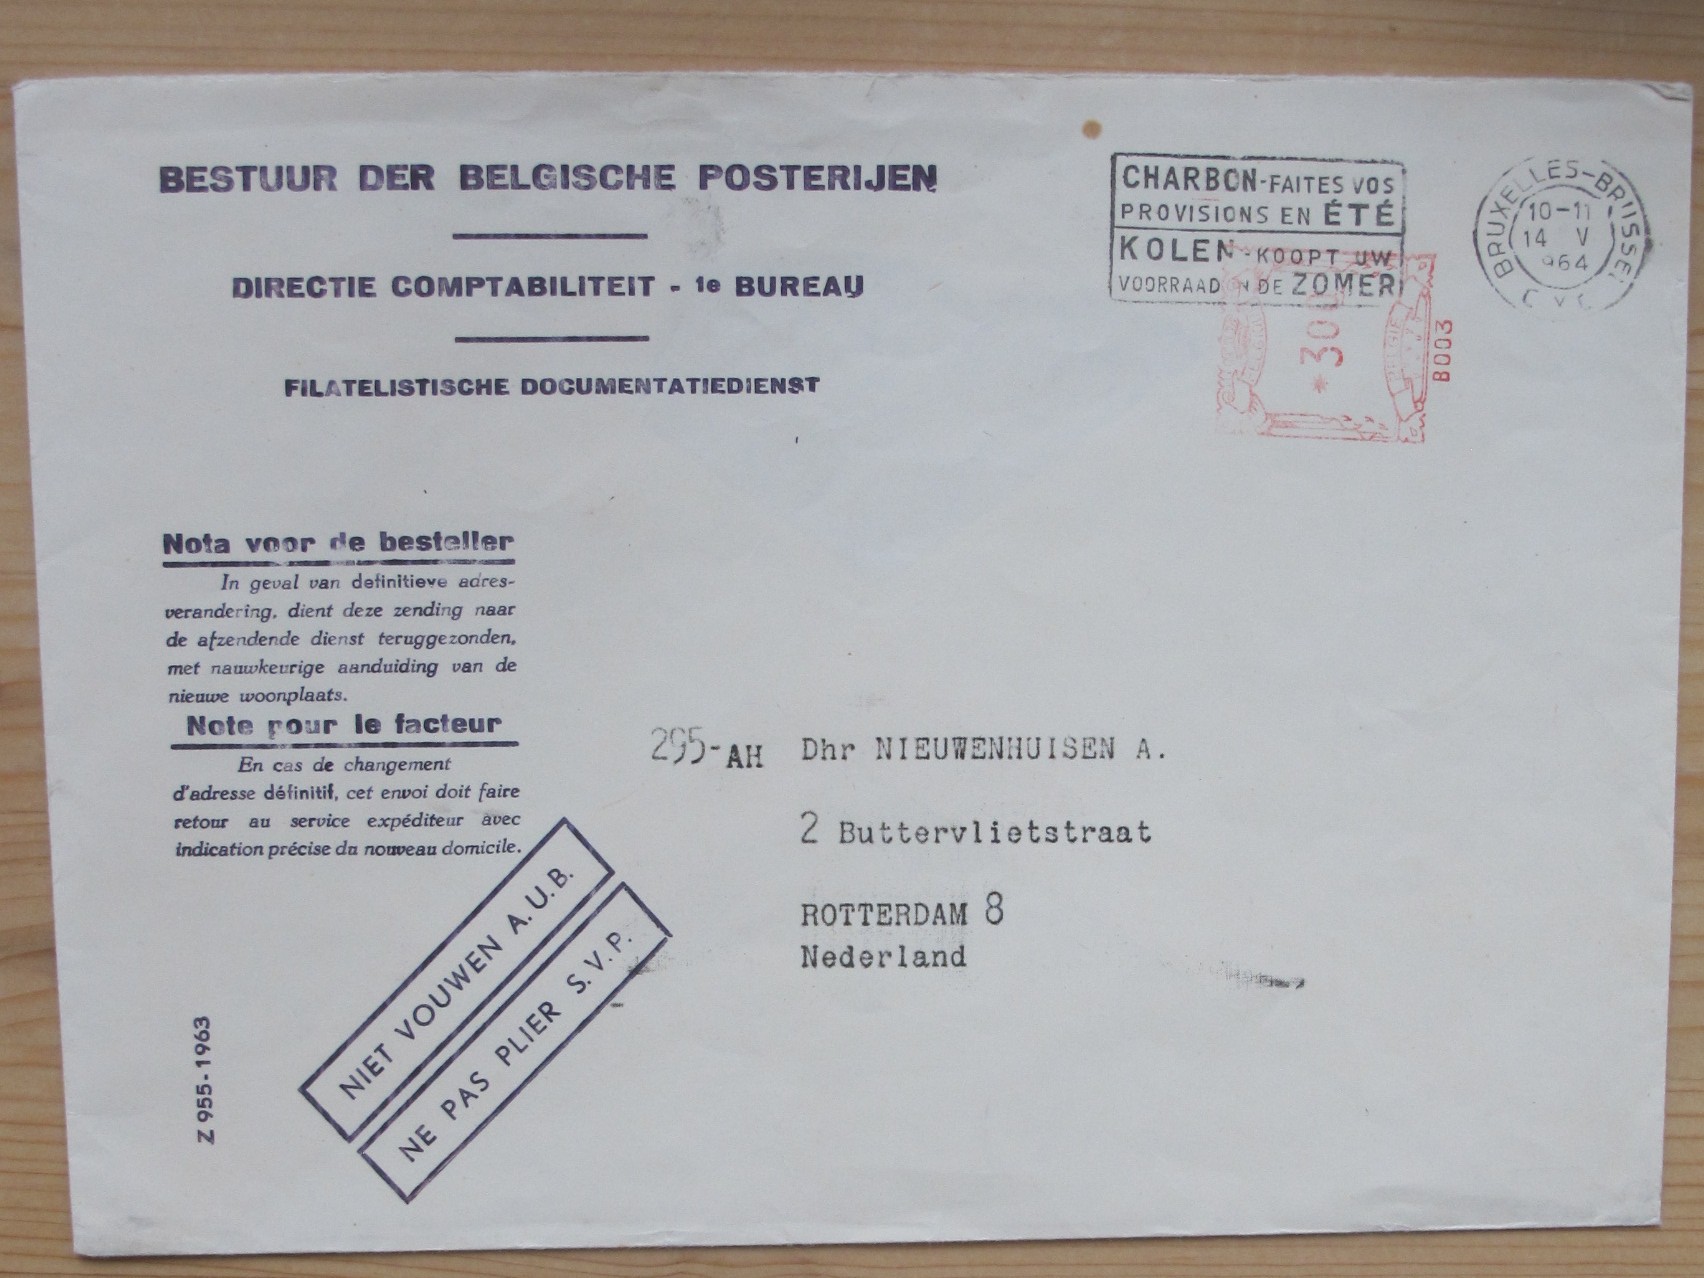 BESTUUR DER BELGISCHE POSTERIJEN
DIRECTIE COMPTABILITEIT - 1e BUREAU
FILATELISTISCHE DOCUMENTATIEDIENST
CHARBON-FAITES VOS
PROVISIONS EN ÉTÉ
KOLEN-KOOPT UW
VOORRAAD IN DE ZOMER
BRUXELLES-BRUSSEL
10-11
14 V
964
*300
BELGIE
B003
Nota voor de besteller
In geval van definitieve adres-
verandering, dient deze zending naar
de afzendende dienst teruggezonden,
met nauwkeurige aanduiding van de
nieuwe woonplaats.
Note pour le facteur
En cas de changement
d'adresse définitif, cet envoi doit faire
retour au service expéditeur avec
indication précise du nouveau domicile.
295-AH Dhr NIEUWENHUISEN A.
2 Buttervlietstraat
ROTTERDAM 8
Nederland
NIET VOUWEN A.U.B.
NE PAS PLIER S.V.P.
Z 955-1963